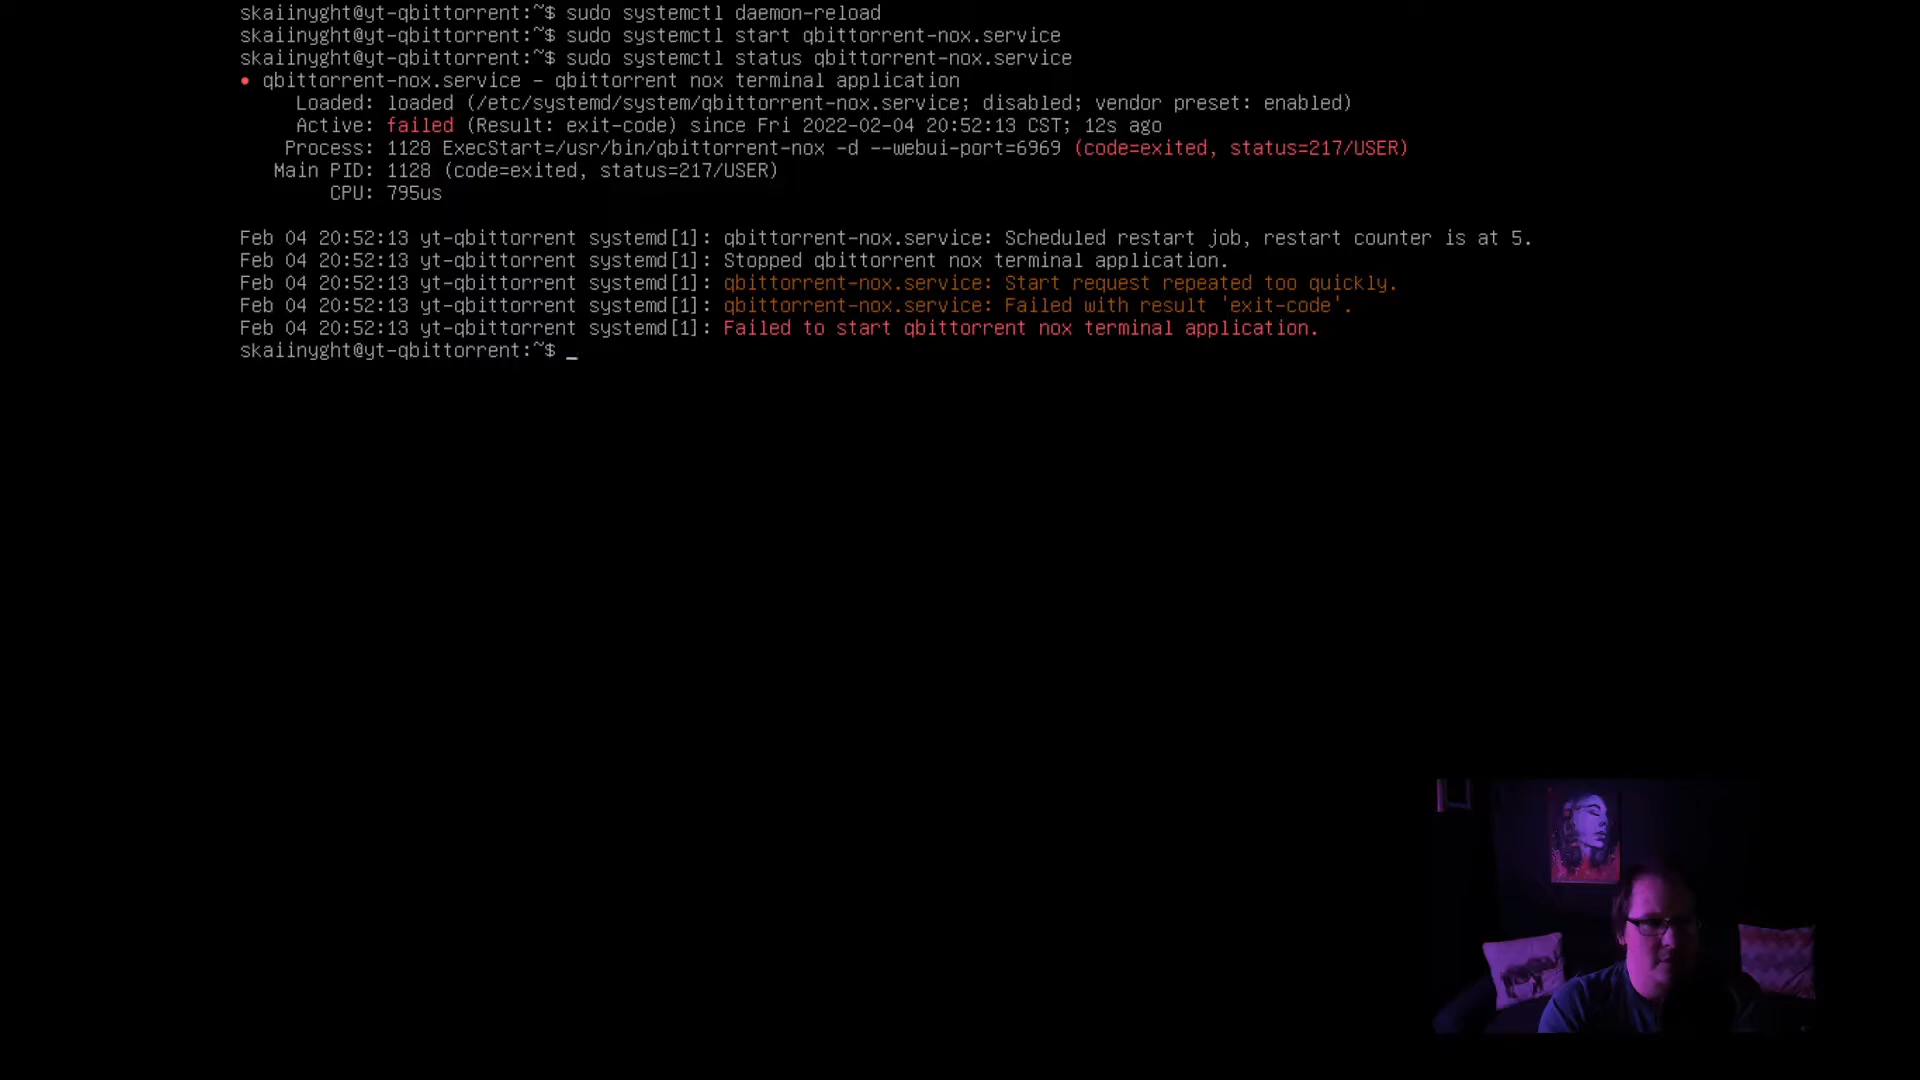 skaiinyght@yt-qbittorrent:~$ sudo systemctl daemon-reload
skaiinyght@yt-qbittorrent:~$ sudo systemctl start qbittorrent-nox.service
skaiinyght@yt-qbittorrent:~$ sudo systemctl status qbittorrent-nox.service
● qbittorrent-nox.service - qbittorrent nox terminal application
Loaded: loaded (/etc/systemd/system/qbittorrent-nox.service; disabled; vendor preset: enabled)
Active: failed (Result: exit-code) since Fri 2022-02-04 20:52:13 CST; 12s ago
Process: 1128 ExecStart=/usr/bin/qbittorrent-nox -d --webui-port=6969 (code=exited, status=217/USER)
Main PID: 1128 (code=exited, status=217/USER)
CPU: 795us
Feb 04 20:52:13 yt-qbittorrent systemd[1]: qbittorrent-nox.service: Scheduled restart job, restart counter is at 5.
Feb 04 20:52:13 yt-qbittorrent systemd[1]: Stopped qbittorrent nox terminal application.
Feb 04 20:52:13 yt-qbittorrent systemd[1]: qbittorrent-nox.service: Start request repeated too quickly.
Feb 04 20:52:13 yt-qbittorrent systemd[1]: qbittorrent-nox.service: Failed with result 'exit-code'.
Feb 04 20:52:13 yt-qbittorrent systemd[1]: Failed to start qbittorrent nox terminal application.
skaiinyght@yt-qbittorrent:~$ _